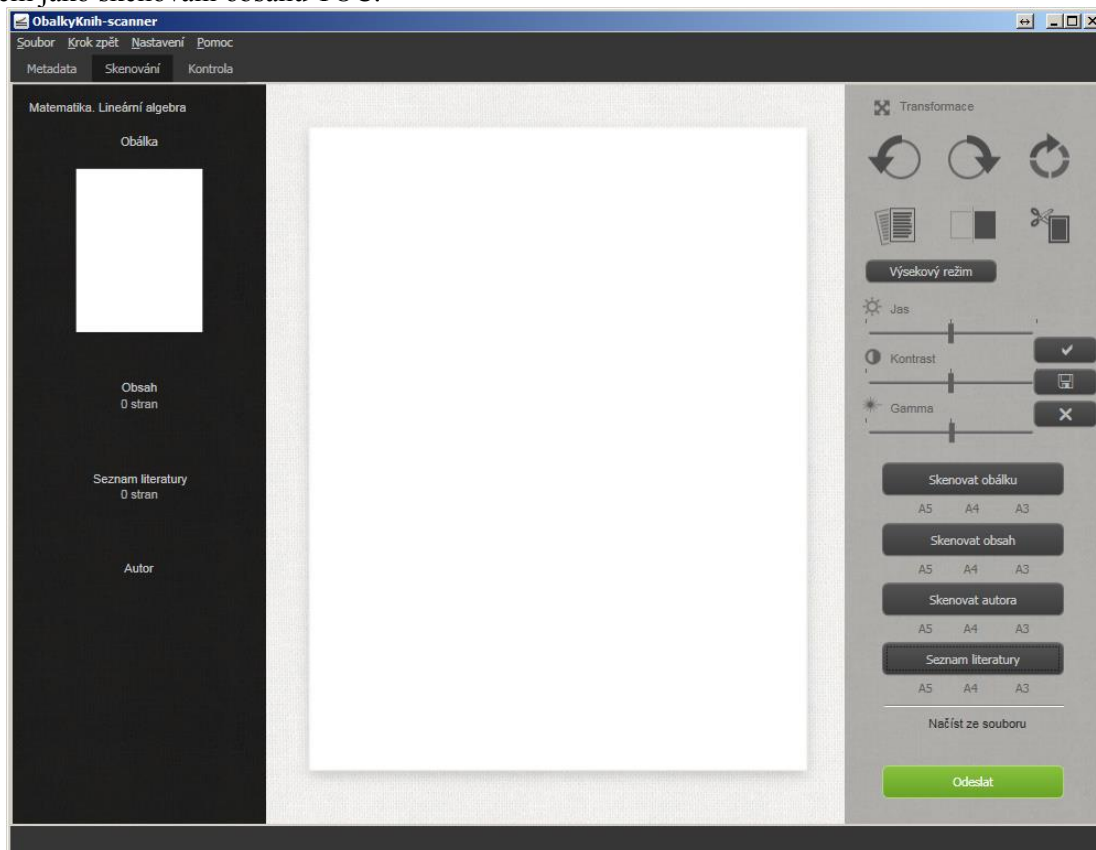 ObalkyKnih-scanner
Soubor Krok zpět Nastavení Pomoc
Metadata Skenování Kontrola
Matematika. Lineární algebra
Obálka
Obsah
0 stran
Seznam literatury
0 stran
Autor
Transformace
Výsekový režim
Jas
Kontrast
Gamma
Skenovat obálku
A5 A4 A3
Skenovat obsah
A5 A4 A3
Skenovat autora
A5 A4 A3
Seznam literatury
A5 A4 A3
Načíst ze souboru
Odeslat